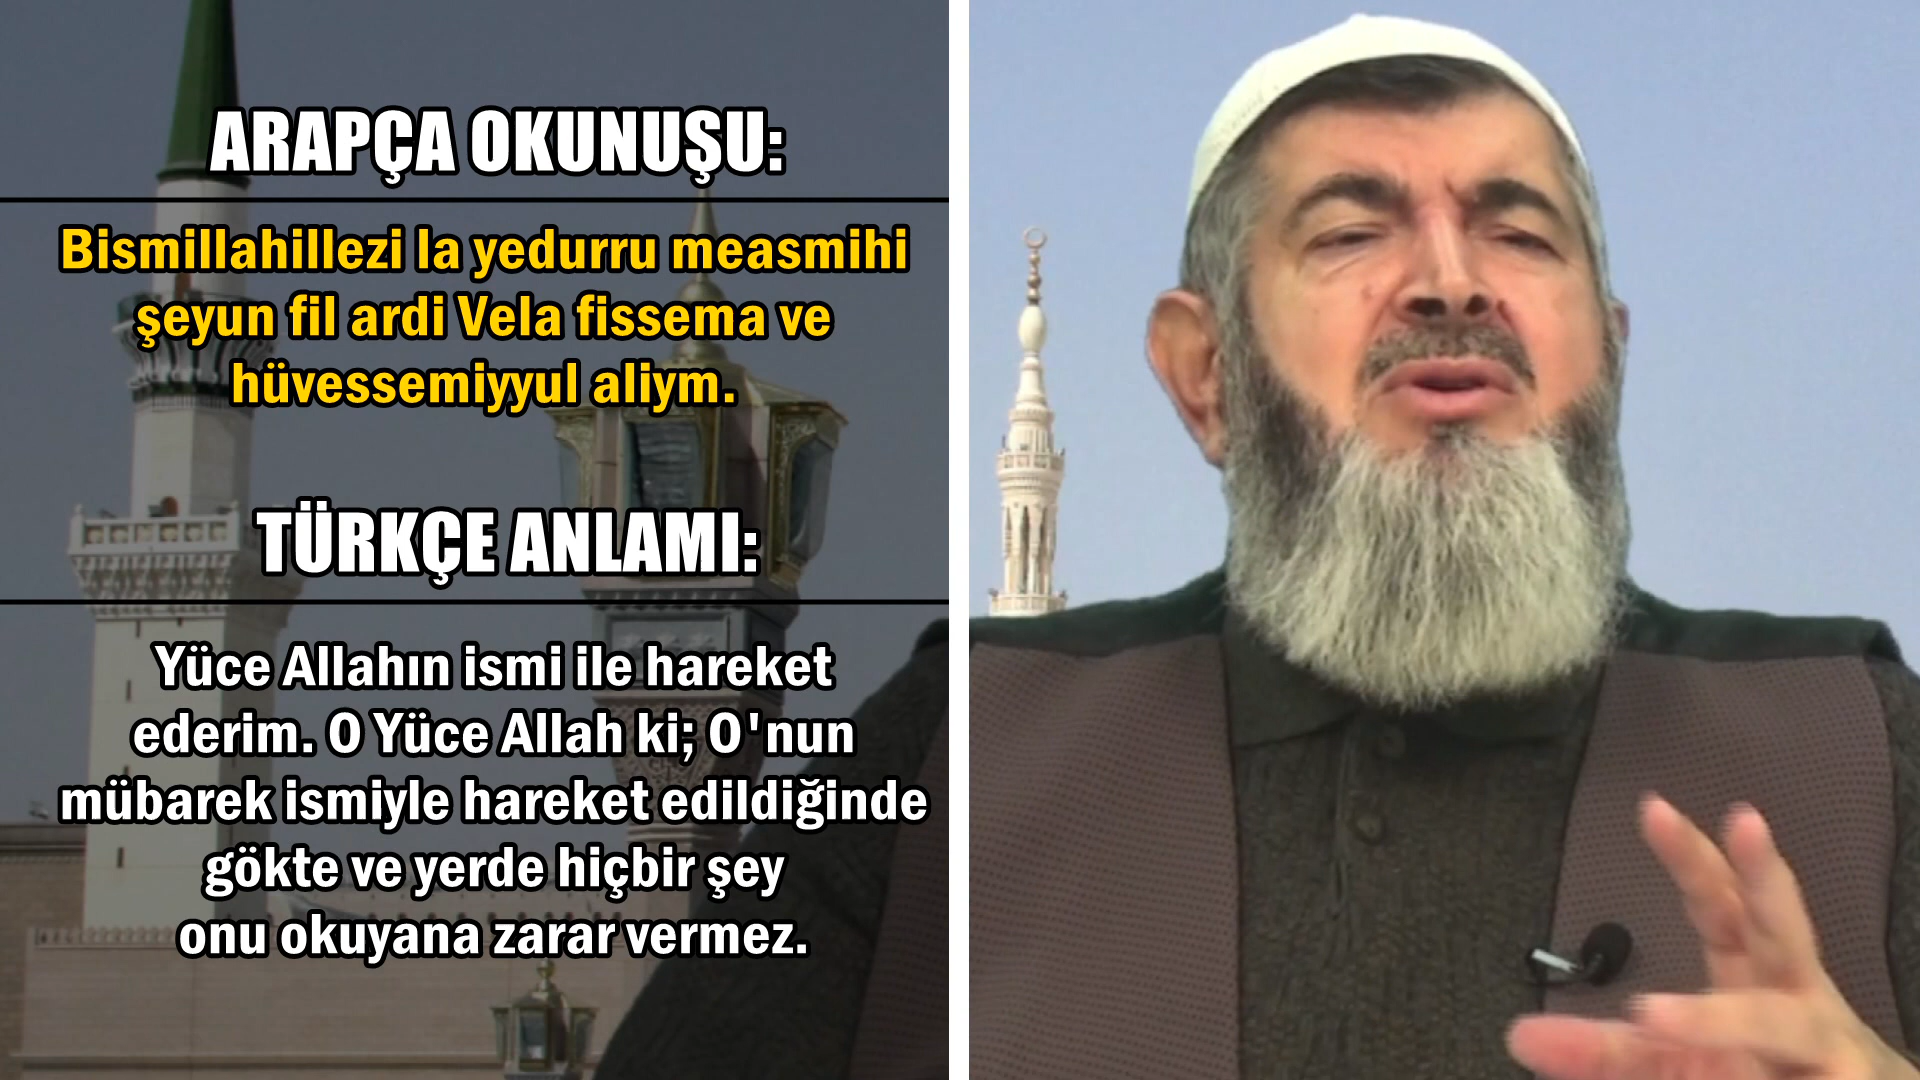 ARAPÇA OKUNUŞU:
Bismillahillezi la yedurru measmihi
şeyun fil ardi Vela fissema ve
hüvessemiyyul aliym.
TÜRKÇE ANLAMI:
Yüce Allahın ismi ile hareket
ederim. O Yüce Allah ki; O'nun
mübarek ismiyle hareket edildiğinde
gökte ve yerde hiçbir şey
onu okuyana zarar vermez.